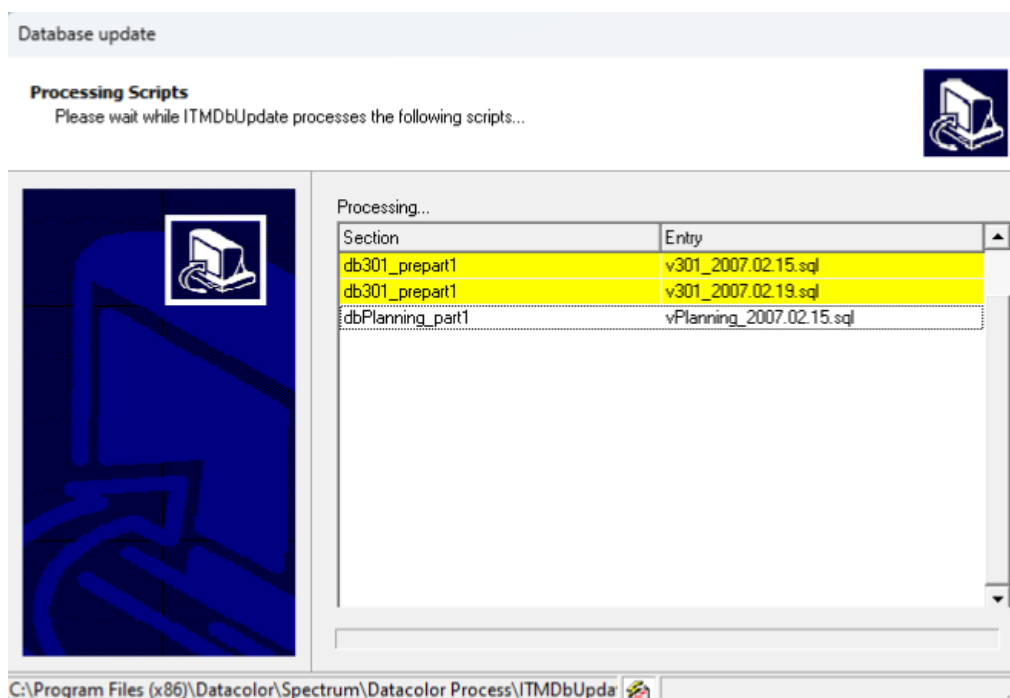 Database update
Processing Scripts
Please wait while ITMDbUpdate processes the following scripts...
Processing...
Section Entry
db301_prepart1 v301_2007.02.15.sql
db301_prepart1 v301_2007.02.19.sql
dbPlanning_part1 vPlanning_2007.02.15.sql
C:\Program Files (x86)\Datacolor\Spectrum\Datacolor Process\ITMDbUpda